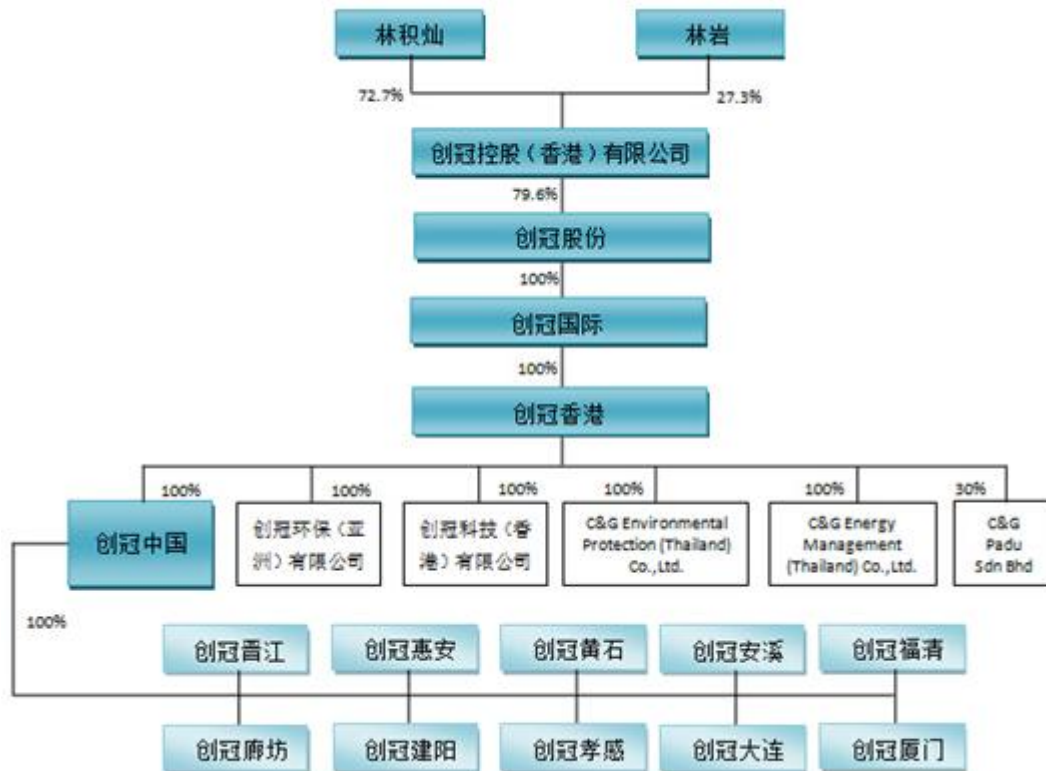 林积灿
林岩
72.7%
27.3%
创冠控股（香港）有限公司
79.6%
创冠股份
100%
创冠国际
100%
创冠香港
100%
100%
100%
100%
100%
30%
创冠中国
创冠环保（亚
洲）有限公司
创冠科技（香
港）有限公司
C&G Environmental
Protection (Thailand)
Co.,Ltd.
C&G Energy
Management
(Thailand) Co.,Ltd.
C&G
Padu
Sdn Bhd
100%
创冠晋江
创冠惠安
创冠黄石
创冠安溪
创冠福清
创冠廊坊
创冠建阳
创冠孝感
创冠大连
创冠厦门